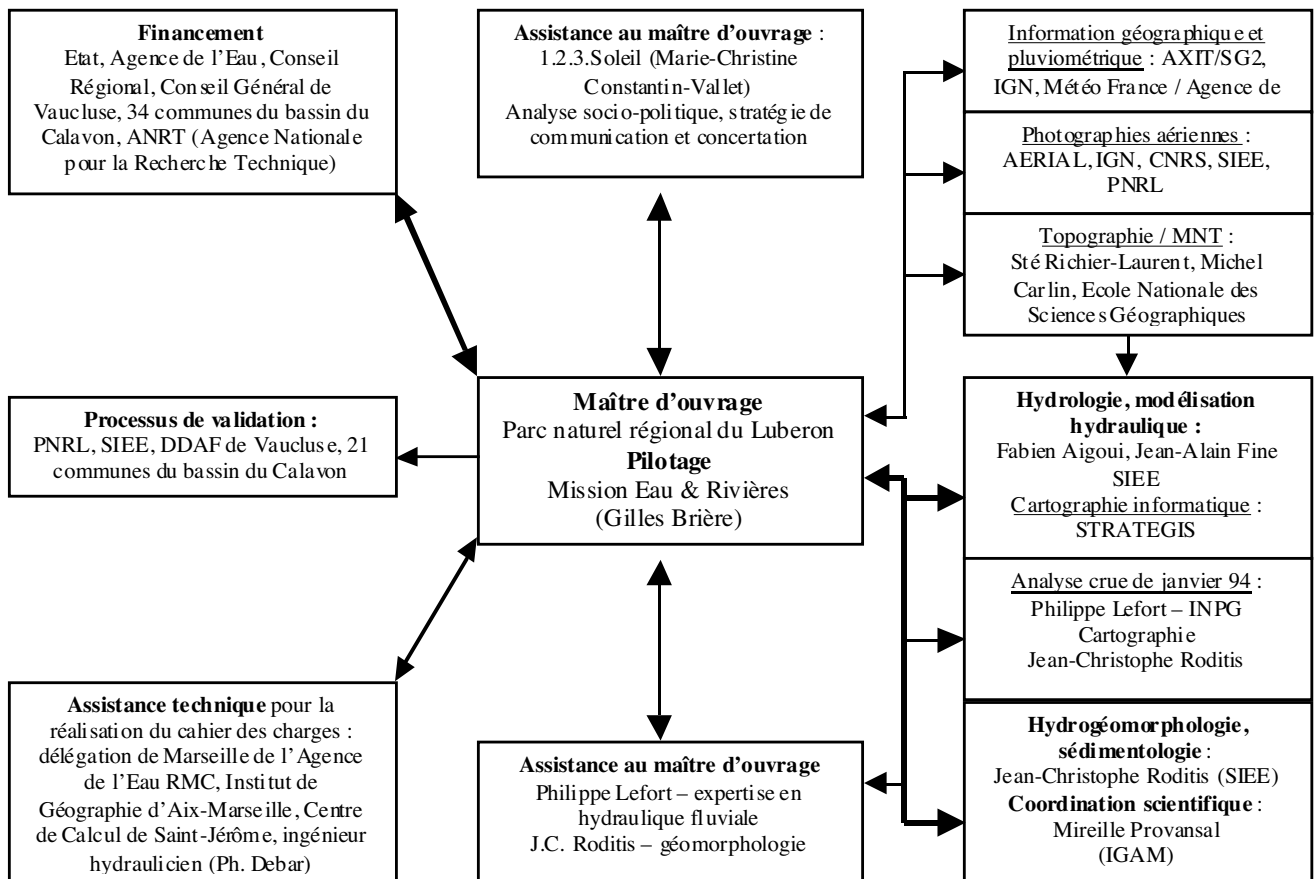 Financement
Etat, Agence de l'Eau, Conseil
Régional, Conseil Général de
Vaucluse, 34 communes du bassin du
Calavon, ANRT (Agence Nationale
pour la Recherche Technique)
Assistance au maître d'ouvrage :
1.2.3.Soleil (Marie-Christine
Constantin-Vallet)
Analyse socio-politique, stratégie de
communication et concertation
Information géographique et
pluviométrique : AXIT/SG2,
IGN, Météo France / Agence de
Photographies aériennes :
AERIAL, IGN, CNRS, SIEE,
PNRL
Topographie / MNT :
Sté Richier-Laurent, Michel
Carlin, Ecole Nationale des
Sciences Géographiques
Processus de validation :
PNRL, SIEE, DDAF de Vaucluse, 21
communes du bassin du Calavon
Maître d'ouvrage
Parc naturel régional du Luberon
Pilotage
Mission Eau & Rivières
(Gilles Brière)
Hydrologie, modélisation
hydraulique :
Fabien Aigoui, Jean-Alain Fine
SIEE
Cartographie informatique :
STRATEGIS
Analyse crue de janvier 94 :
Philippe Lefort – INPG
Cartographie
Jean-Christophe Roditis
Assistance technique pour la
réalisation du cahier des charges :
délégation de Marseille de l'Agence
de l'Eau RMC, Institut de
Géographie d'Aix-Marseille, Centre
de Calcul de Saint-Jérôme, ingénieur
hydraulicien (Ph. Debar)
Assistance au maître d'ouvrage
Philippe Lefort – expertise en
hydraulique fluviale
J.C. Roditis – géomorphologie
Hydrogéomorphologie,
sédimentologie :
Jean-Christophe Roditis (SIEE)
Coordination scientifique :
Mireille Provansal
(IGAM)